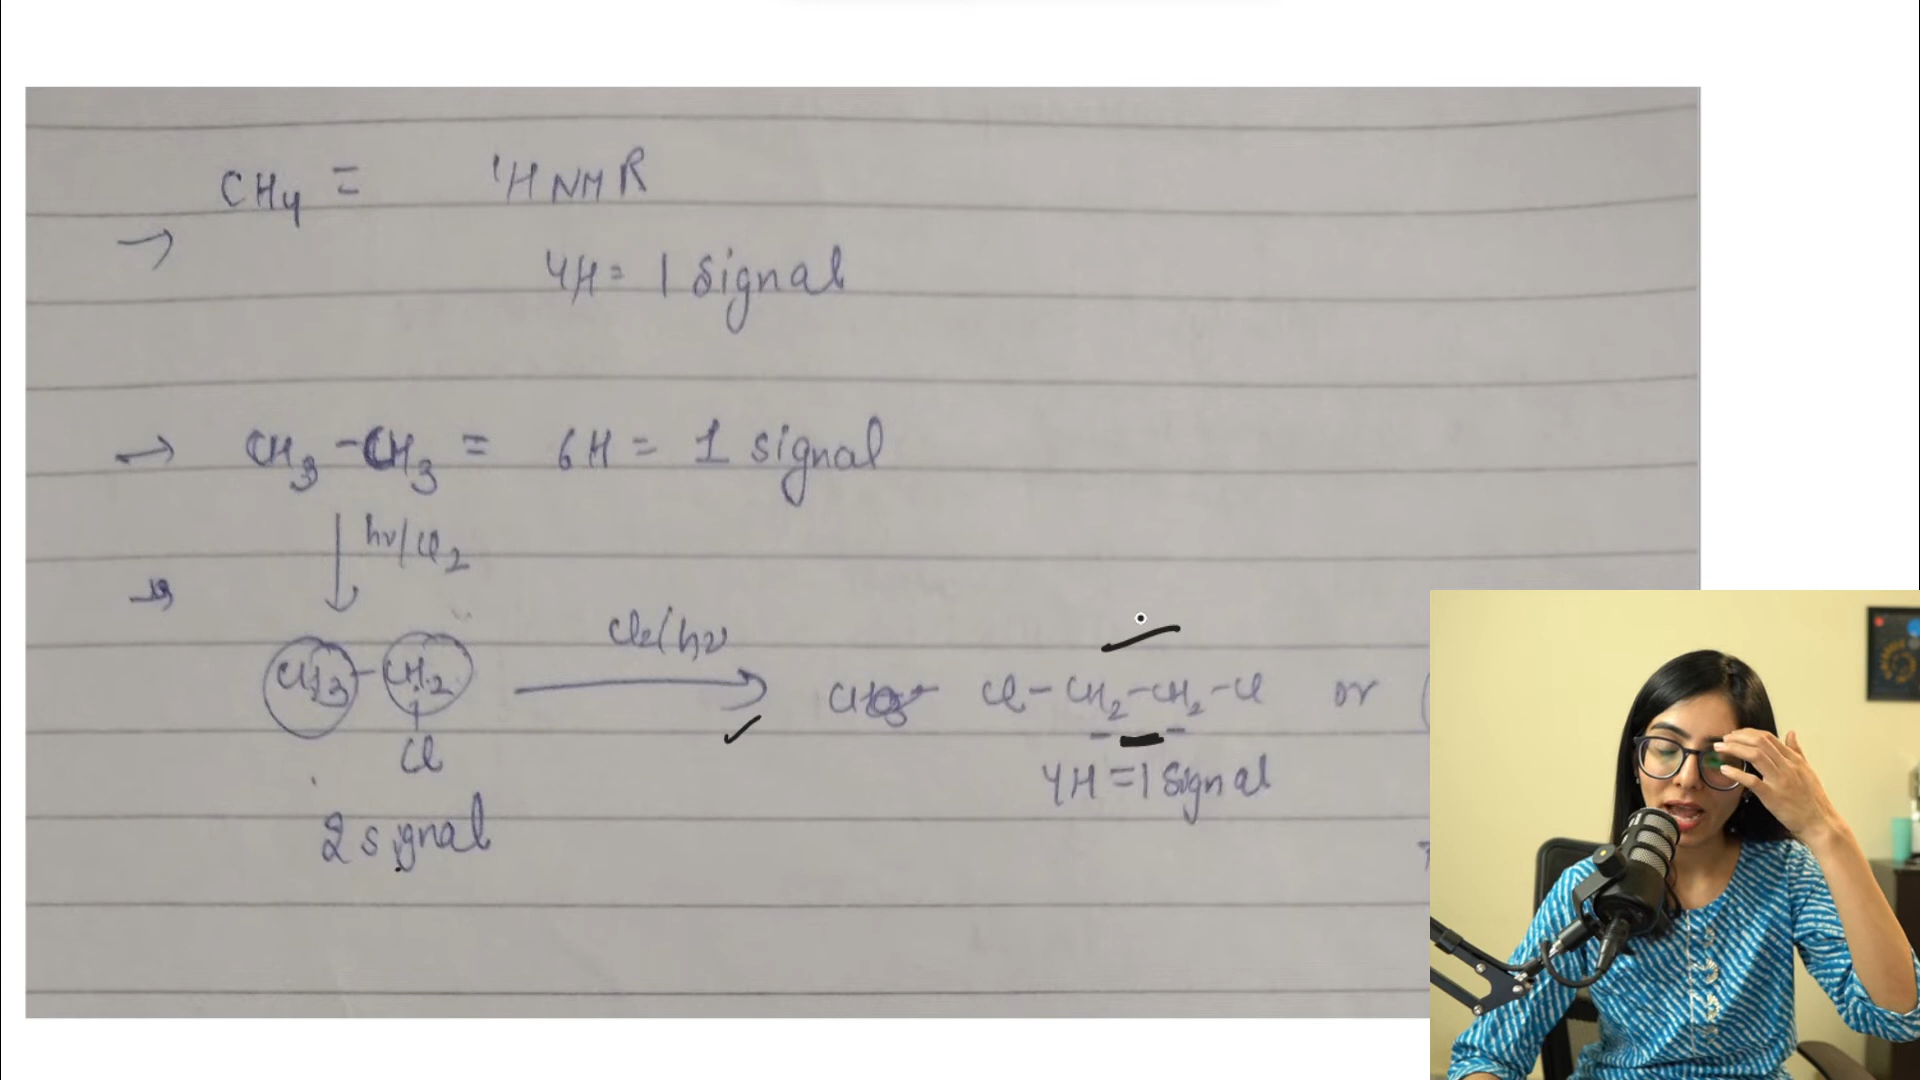 CH4 = ¹H NMR
→ 4H = 1 Signal
→ CH3 - CH3 = 6H = 1 signal
↓ hν/Cl2
CH3 - CH2 Cl2/hν → Cl-CH2-CH2-Cl or
Cl 4H = 1 Signal
2 signal